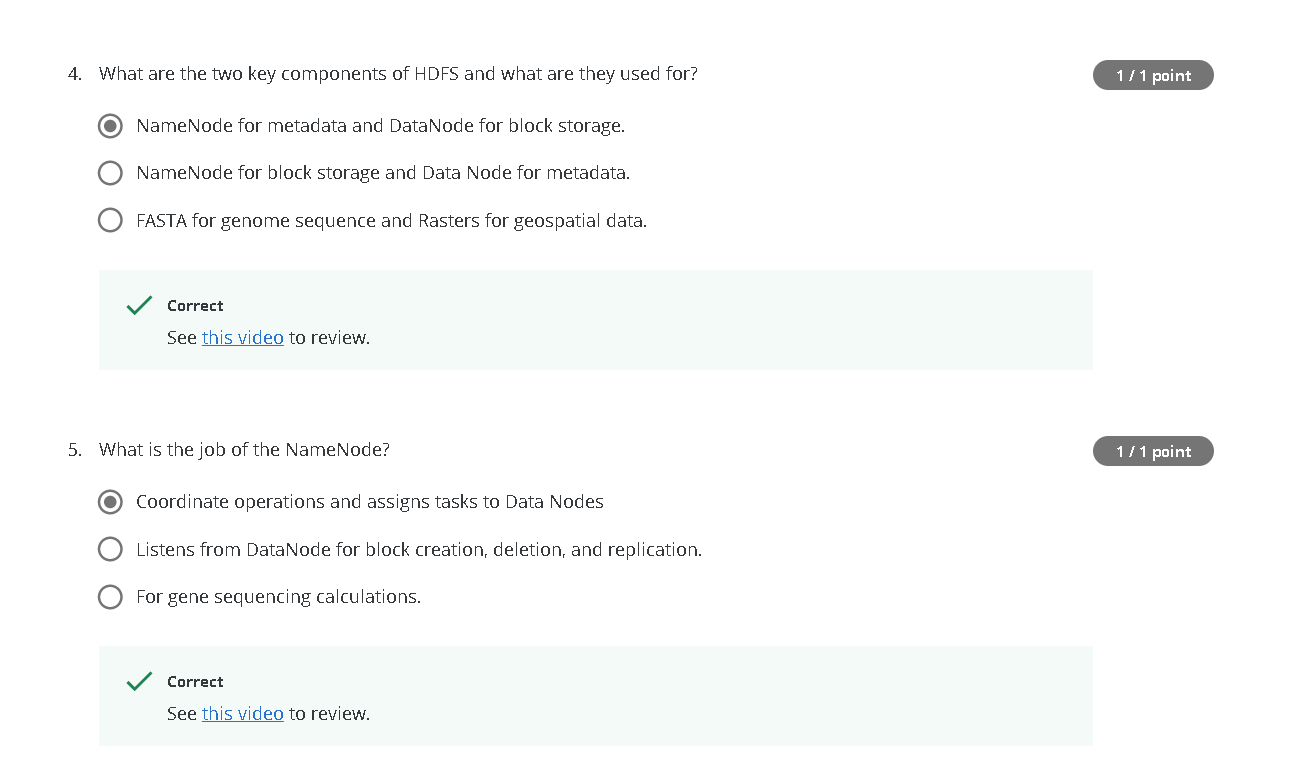 4. What are the two key components of HDFS and what are they used for?
1 / 1 point
NameNode for metadata and DataNode for block storage.
NameNode for block storage and Data Node for metadata.
FASTA for genome sequence and Rasters for geospatial data.
Correct
See this video to review.
5. What is the job of the NameNode?
1 / 1 point
Coordinate operations and assigns tasks to Data Nodes
Listens from DataNode for block creation, deletion, and replication.
For gene sequencing calculations.
Correct
See this video to review.